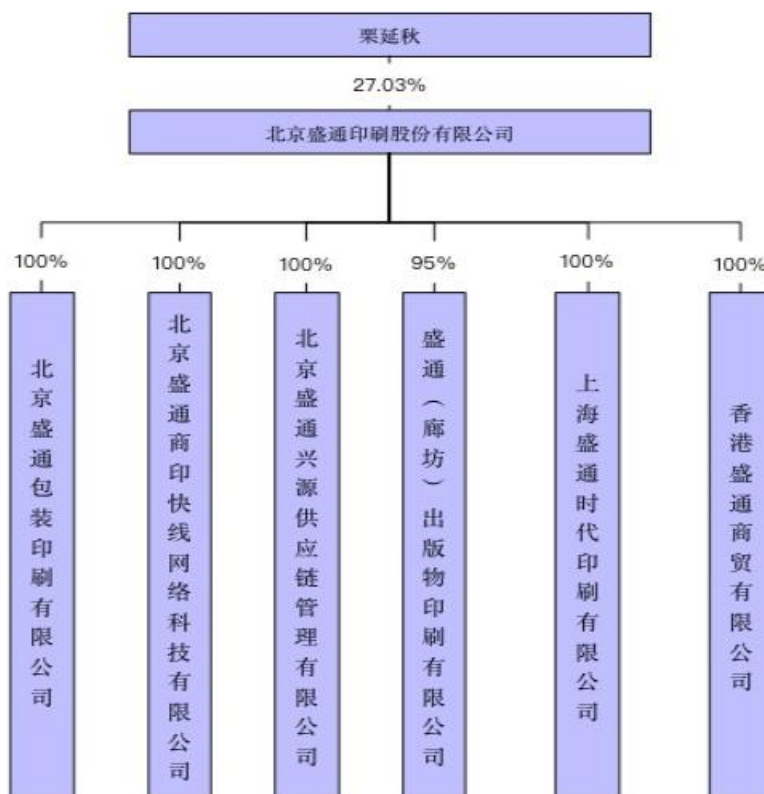 栗延秋
27.03%
北京盛通印刷股份有限公司
100%
100%
100%
95%
100%
100%
北京盛通包装印刷有限公司
北京盛通商印快线网络科技有限公司
北京盛通兴源供应链管理有限公司
盛通（廊坊）出版物印刷有限公司
上海盛通时代印刷有限公司
香港盛通商贸有限公司